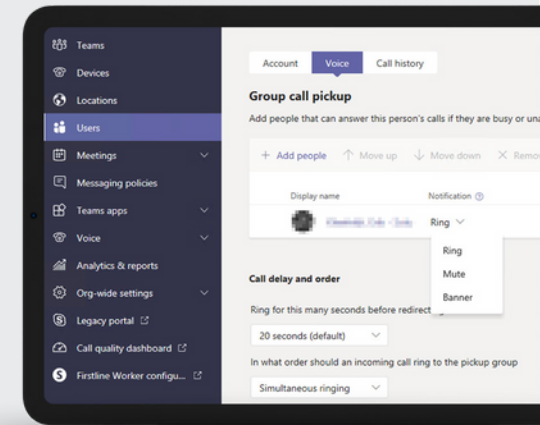 Teams
Devices
Locations
Users
Meetings
Messaging policies
Teams apps
Voice
Analytics & reports
Org-wide settings
Legacy portal
Call quality dashboard
Firstline Worker configu...
Account Voice Call history
Group call pickup
Add people that can answer this person's calls if they are busy or una
+ Add people Move up Move down Remo
Display name Notification
Ring
Ring
Mute
Banner
Call delay and order
Ring for this many seconds before redirect
20 seconds (default)
In what order should an incoming call ring to the pickup group
Simultaneous ringing